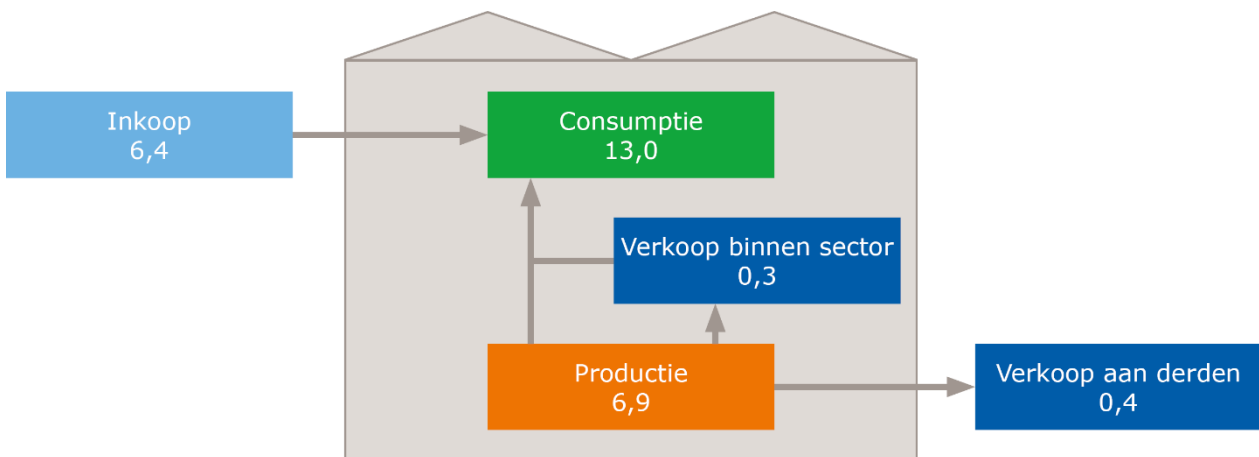 Inkoop
6,4
Consumptie
13,0
Verkoop binnen sector
0,3
Productie
6,9
Verkoop aan derden
0,4